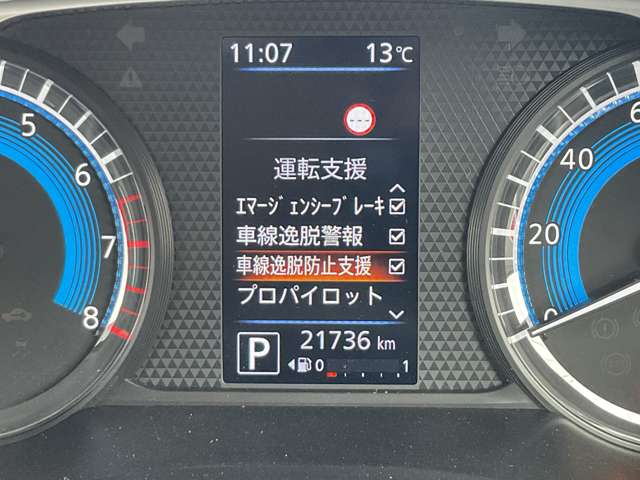 11:07 13℃
---
運転支援
ｴﾏｰｼﾞｪﾝｼｰﾌﾞﾚｰｷ
車線逸脱警報
車線逸脱防止支援
プロパイロット
21736 km
P
0 1
5
6
7
8
40
20
0